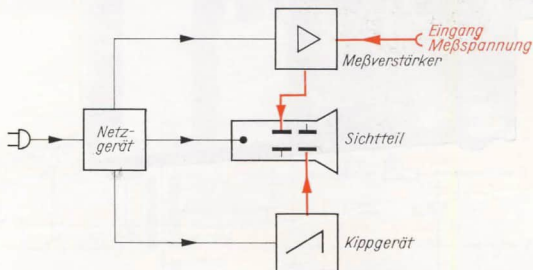 Eingang
Meßspannung
Meßverstärker
Netz-
gerät
Sichtteil
Kippgerät